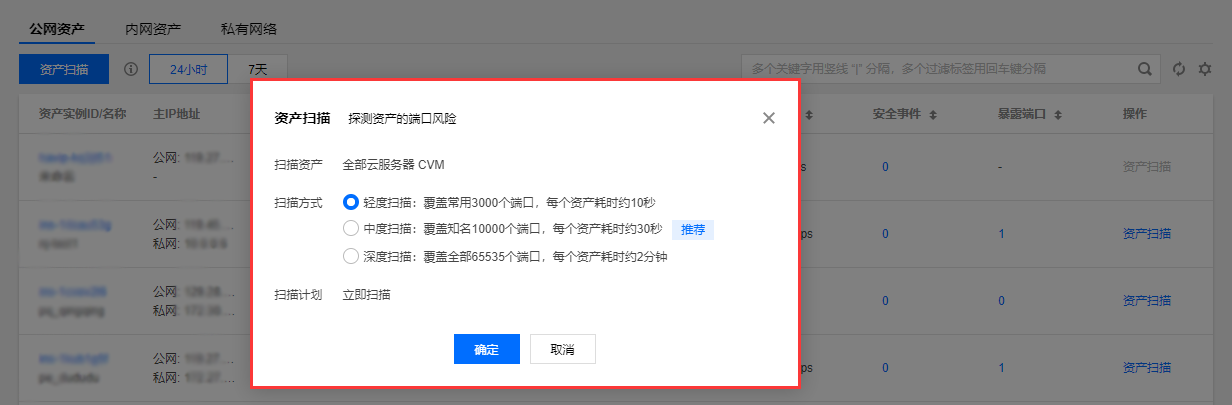 公网资产 内网资产 私有网络
资产扫描 24小时 7天 多个关键字用竖线 "|" 分隔，多个过滤标签用回车键分隔
资产实例ID/名称 主IP地址 安全事件 暴露端口 操作
资产扫描 探测资产的端口风险
扫描资产 全部云服务器 CVM
扫描方式 轻度扫描：覆盖常用3000个端口，每个资产耗时约10秒
中度扫描：覆盖知名10000个端口，每个资产耗时约30秒 推荐
深度扫描：覆盖全部65535个端口，每个资产耗时约2分钟
扫描计划 立即扫描
确定 取消
公网: s 0 - 资产扫描
-
公网: ps 0 1 资产扫描
私网:
公网: 0 0 资产扫描
私网:
公网: ps 0 1 资产扫描
私网: